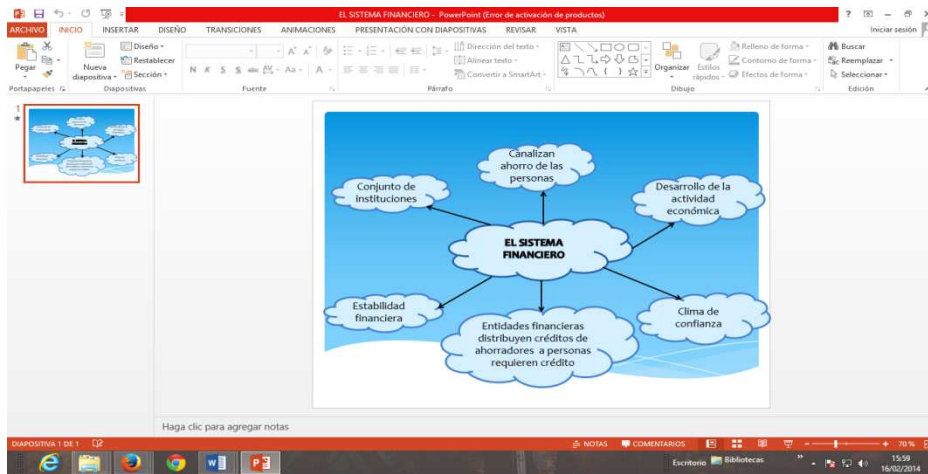 EL SISTEMA FINANCIERO - PowerPoint (Error de activación de productos)
ARCHIVO INICIO INSERTAR DISEÑO TRANSICIONES ANIMACIONES PRESENTACIÓN CON DIAPOSITIVAS REVISAR VISTA Iniciar sesión
Pegar
Nueva diapositiva
Diseño
Restablecer
Sección
N K S S abc AV Aa A
Dirección del texto
Alinear texto
Convertir a SmartArt
Organizar
Estilos rápidos
Relleno de forma
Contorno de forma
Efectos de forma
Buscar
Reemplazar
Seleccionar
Portapapeles Diapositivas Fuente Párrafo Dibujo Edición
1
Canalizan
ahorro de las
personas
Conjunto de
instituciones
Desarrollo de la
actividad
económica
EL SISTEMA
FINANCIERO
Estabilidad
financiera
Clima de
confianza
Entidades financieras
distribuyen créditos de
ahorradores a personas
requieren crédito
Haga clic para agregar notas
DIAPOSITIVA 1 DE 1 NOTAS COMENTARIOS 70 %
Escritorio Bibliotecas 15:59
16/02/2014